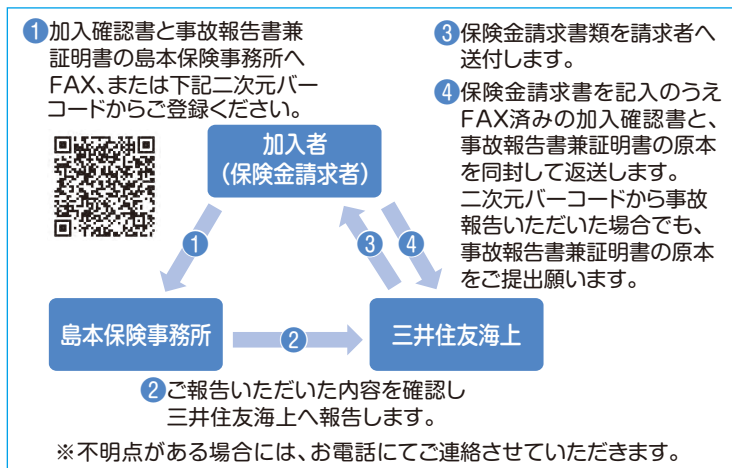 ❶加入確認書と事故報告書兼
証明書の島本保険事務所へ
FAX、または下記二次元バー
コードからご登録ください。
❸保険金請求書類を請求者へ
送付します。
❹保険金請求書を記入のうえ
FAX済みの加入確認書と、
事故報告書兼証明書の原本
を同封して返送します。
二次元バーコードから事故
報告いただいた場合でも、
事故報告書兼証明書の原本
をご提出願います。
加入者
（保険金請求者）
❶
❸
❹
島本保険事務所
❷
三井住友海上
❷ご報告いただいた内容を確認し
三井住友海上へ報告します。
※不明点がある場合には、お電話にてご連絡させていただきます。